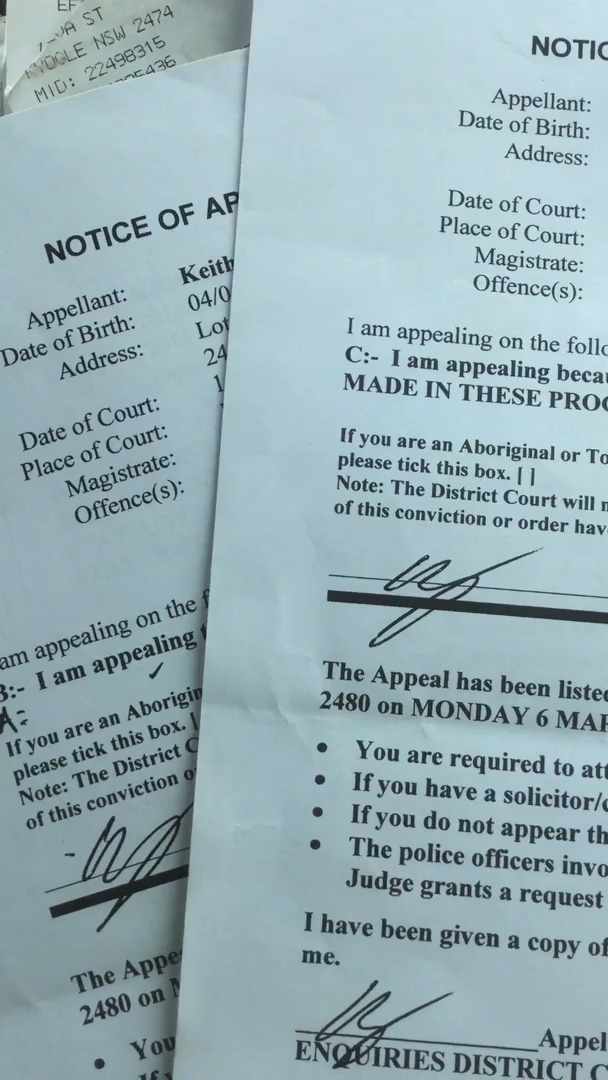 ST
NSW 2474
MID: 22498315
NOTICE OF AP
Appellant: Keith
Date of Birth: 04/0
Address: Lot
24
1
Date of Court:
Place of Court:
Magistrate:
Offence(s):
am appealing on the f
B:- I am appealing
A:-
If you are an Aborigin
please tick this box. [
Note: The District C
of this conviction o
The Appe
2480 on M
• You
NOTIC
Appellant:
Date of Birth:
Address:
Date of Court:
Place of Court:
Magistrate:
Offence(s):
I am appealing on the follo
C:- I am appealing becau
MADE IN THESE PROC
If you are an Aboriginal or To
please tick this box. [ ]
Note: The District Court will n
of this conviction or order hav
The Appeal has been listed
2480 on MONDAY 6 MAR
• You are required to att
• If you have a solicitor/c
• If you do not appear th
• The police officers invo
Judge grants a request
I have been given a copy of
me.
Appel
ENQUIRIES DISTRICT C